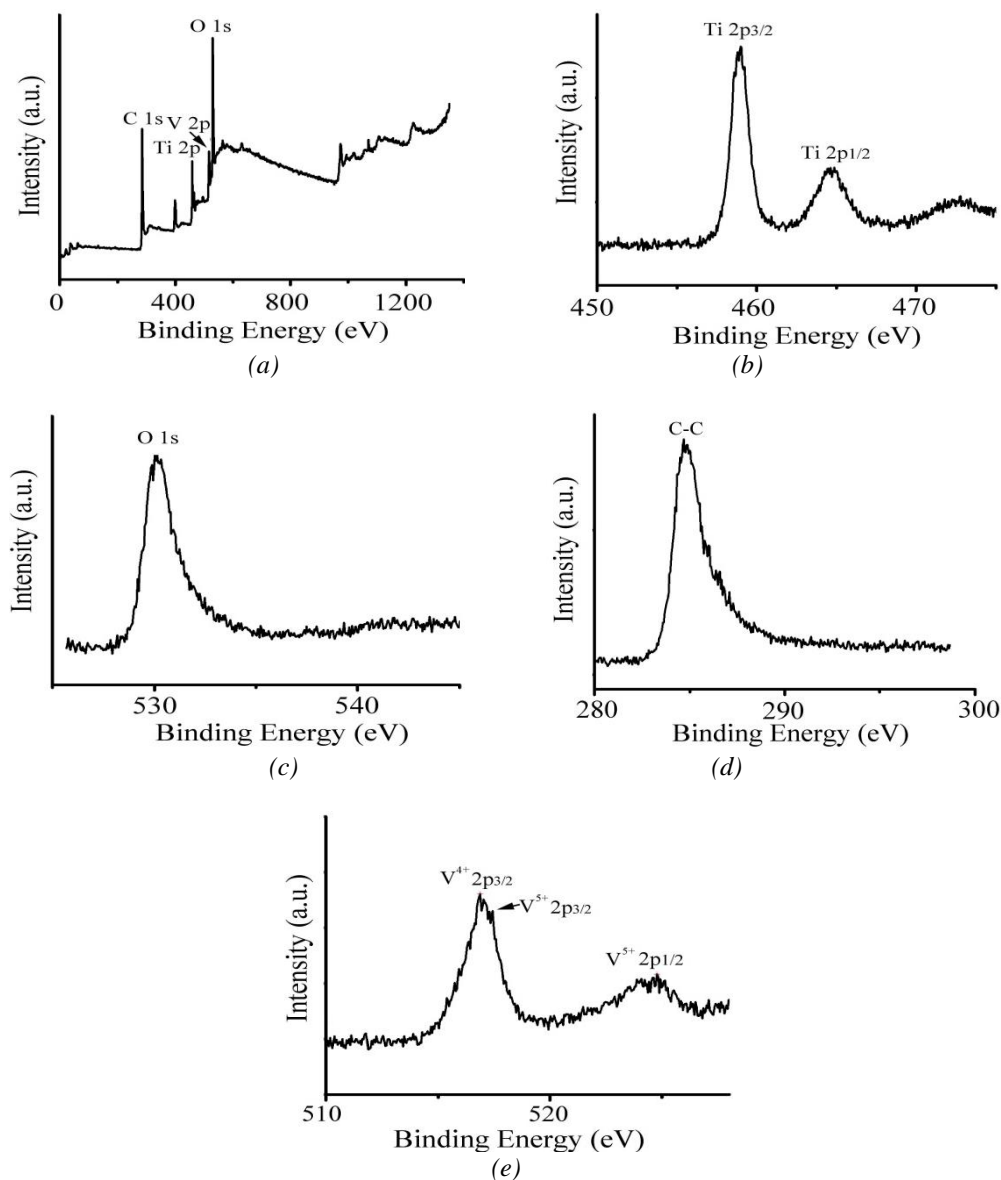 O 1s
C 1s V 2p
Ti 2p
Intensity (a.u.)
0 400 800 1200
Binding Energy (eV)
(a)
Ti 2p3/2
Ti 2p1/2
Intensity (a.u.)
450 460 470
Binding Energy (eV)
(b)
O 1s
Intensity (a.u.)
530 540
Binding Energy (eV)
(c)
C-C
Intensity (a.u.)
280 290 300
Binding Energy (eV)
(d)
V⁴⁺ 2p3/2
V⁵⁺ 2p3/2
V⁵⁺ 2p1/2
Intensity (a.u.)
510 520
Binding Energy (eV)
(e)